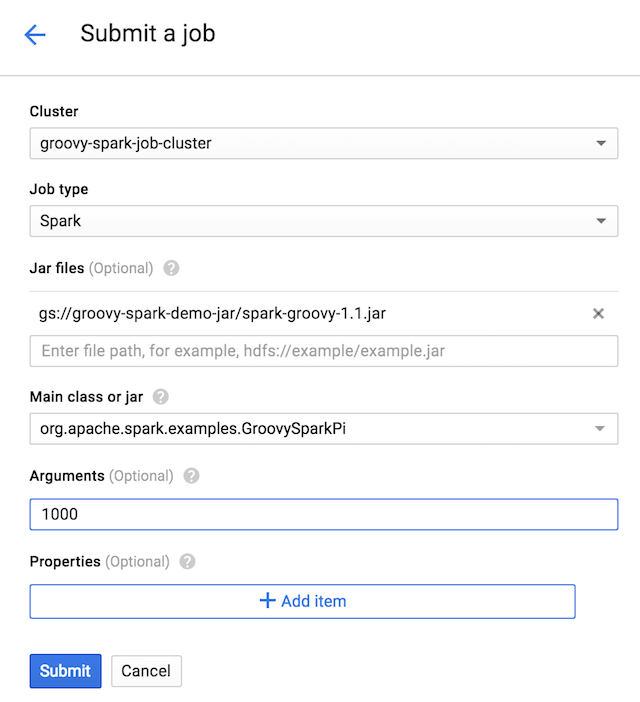 Submit a job
Cluster
groovy-spark-job-cluster
Job type
Spark
Jar files (Optional) ?
gs://groovy-spark-demo-jar/spark-groovy-1.1.jar
Enter file path, for example, hdfs://example/example.jar
Main class or jar ?
org.apache.spark.examples.GroovySparkPi
Arguments (Optional) ?
1000
Properties (Optional) ?
+ Add item
Submit Cancel